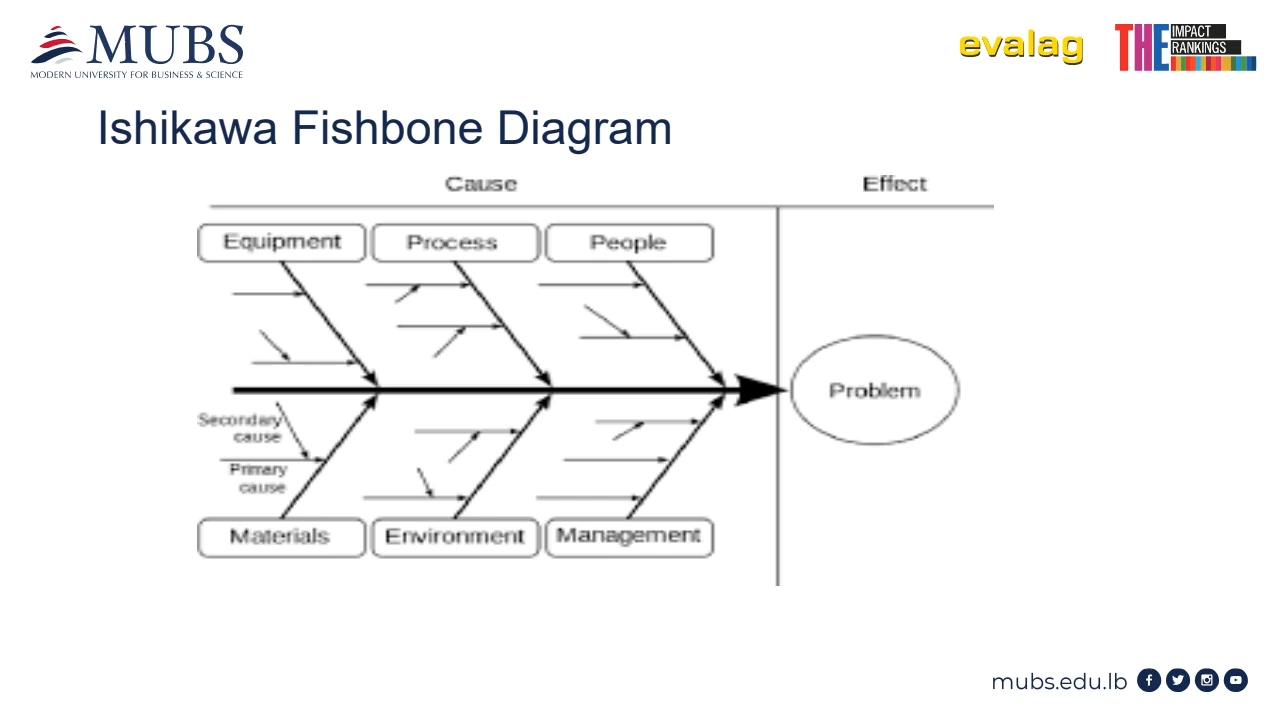 MUBS
MODERN UNIVERSITY FOR BUSINESS & SCIENCE
evalag
THE IMPACT
RANKINGS
Ishikawa Fishbone Diagram
Cause
Effect
Equipment
Process
People
Problem
Secondary
cause
Primary
cause
Materials
Environment
Management
mubs.edu.lb